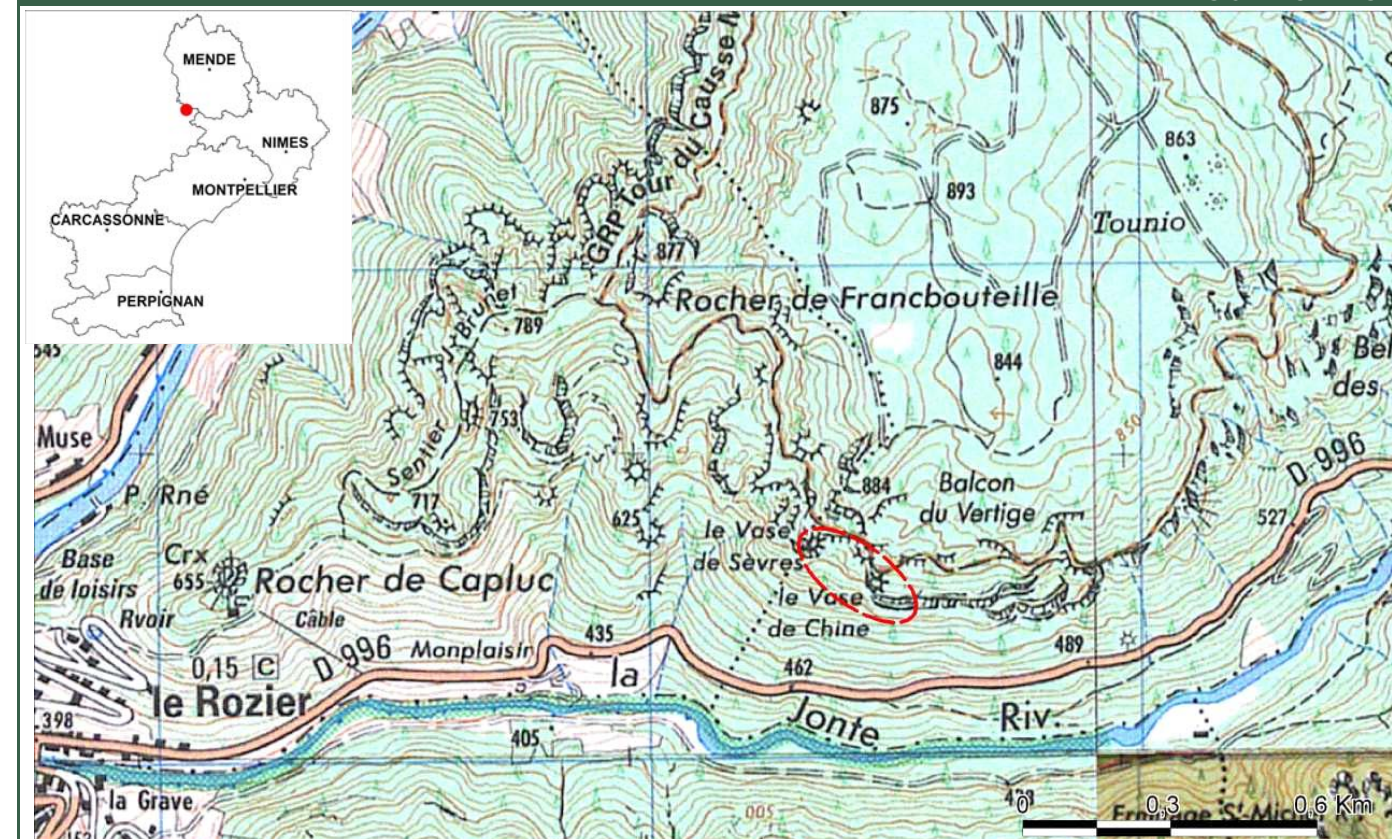 MENDE
NIMES
MONTPELLIER
CARCASSONNE
PERPIGNAN
GRP Tour du Causse M
875
863
893
Tounio
877
Rocher de Francbouteille
Sentier Brunet
789
844
850
753
Bel
des
Muse
717
884
Balcon
du Vertige
D 996
527
P. Rné
625
le Vase
de Sèvres
Base
de loisirs
Crx
655
Rocher de Capluc
le Vase
de Chine
Rvoir
Câble
435
489
0,15 C
D 996
Monplaisir
la
462
le Rozier
Jonte
Riv.
398
405
la Grave
0
0,3
0,6 Km